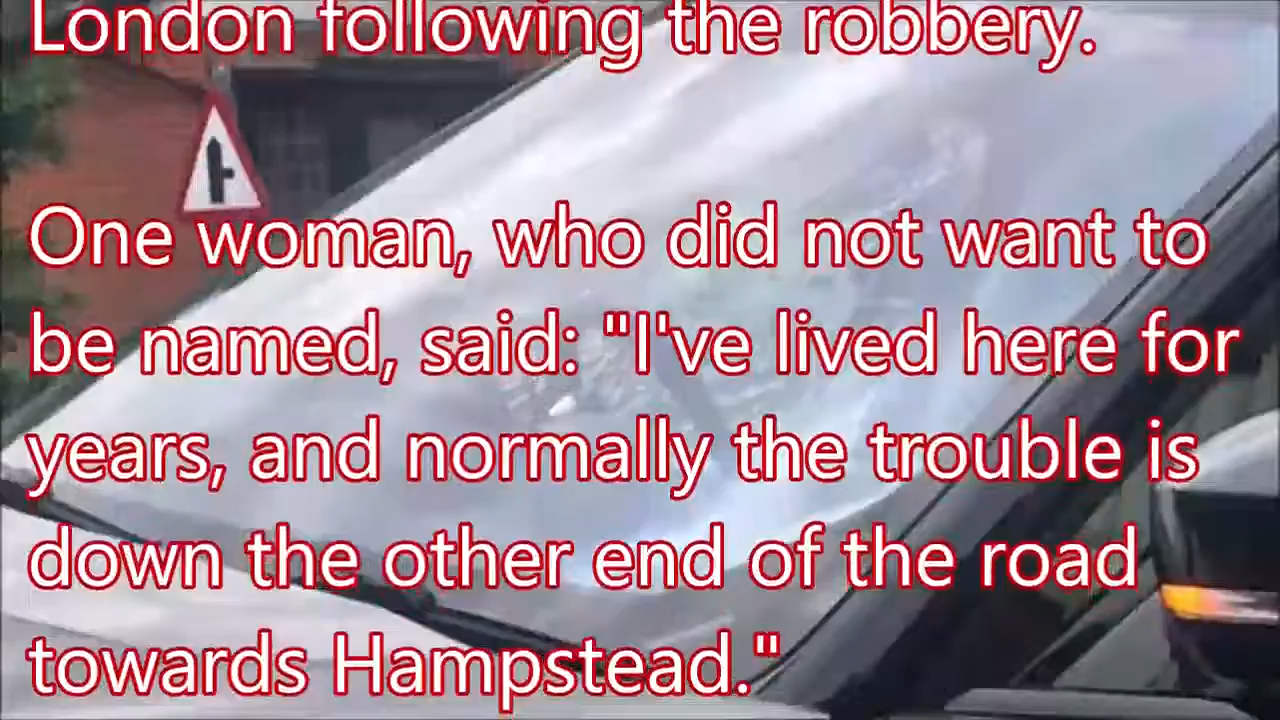 London following the robbery.
One woman, who did not want to
be named, said: "I've lived here for
years, and normally the trouble is
down the other end of the road
towards Hampstead."